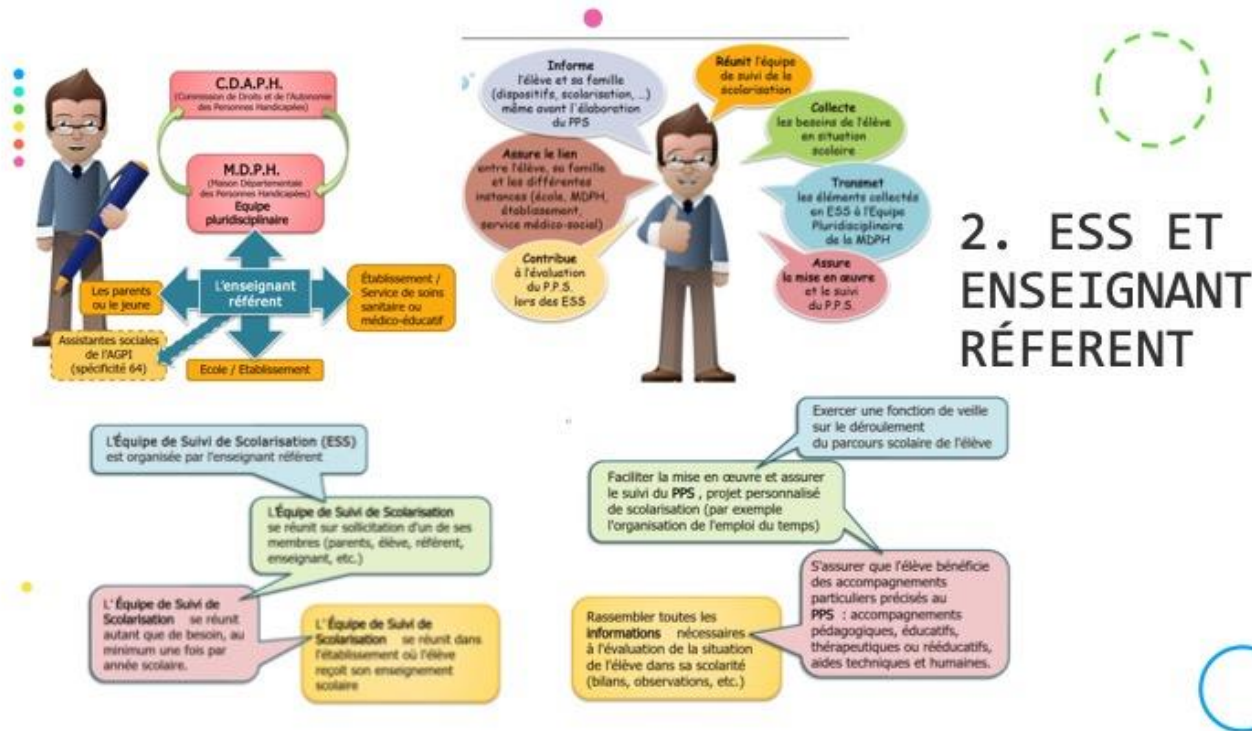 C.D.A.P.H.
(Commission de Droits et de l'Autonomie
des Personnes Handicapées)
M.D.P.H.
(Maison Départementale
des Personnes Handicapées)
Equipe
pluridisciplinaire
L'enseignant
référent
Les parents
ou le jeune
Établissement /
Service de soins
sanitaire ou
médico-éducatif
Assistantes sociales
de l'AGPI
(spécificité 64)
Ecole / Etablissement
Informe
l'élève et sa famille
(dispositifs, scolarisation, ...)
même avant l'élaboration
du PPS
Réunit l'équipe
de suivi de la
scolarisation
Collecte
les besoins de l'élève
en situation
scolaire
Assure le lien
entre l'élève, sa famille
et les différentes
instances (école, MDPH,
établissement,
service médico-social)
Transmet
les éléments collectés
en ESS à l'Equipe
Pluridisciplinaire
de la MDPH
Contribue
à l'évaluation
du P.P.S.
lors des ESS
Assure
la mise en œuvre
et le suivi
du P.P.S.
2. ESS ET
ENSEIGNANT
RÉFERENT
L'Équipe de Suivi de Scolarisation (ESS)
est organisée par l'enseignant référent
L'Équipe de Suivi de Scolarisation
se réunit sur sollicitation d'un de ses
membres (parents, élève, référent,
enseignant, etc.)
L'Équipe de Suivi de
Scolarisation se réunit
autant que de besoin, au
minimum une fois par
année scolaire.
L'Équipe de Suivi de
Scolarisation se réunit dans
l'établissement où l'élève
reçoit son enseignement
scolaire
Exercer une fonction de veille
sur le déroulement
du parcours scolaire de l'élève
Faciliter la mise en œuvre et assurer
le suivi du PPS, projet personnalisé
de scolarisation (par exemple
l'organisation de l'emploi du temps)
S'assurer que l'élève bénéficie
des accompagnements
particuliers précisés au
PPS : accompagnements
pédagogiques, éducatifs,
thérapeutiques ou rééducatifs,
aides techniques et humaines.
Rassembler toutes les
informations nécessaires
à l'évaluation de la situation
de l'élève dans sa scolarité
(bilans, observations, etc.)